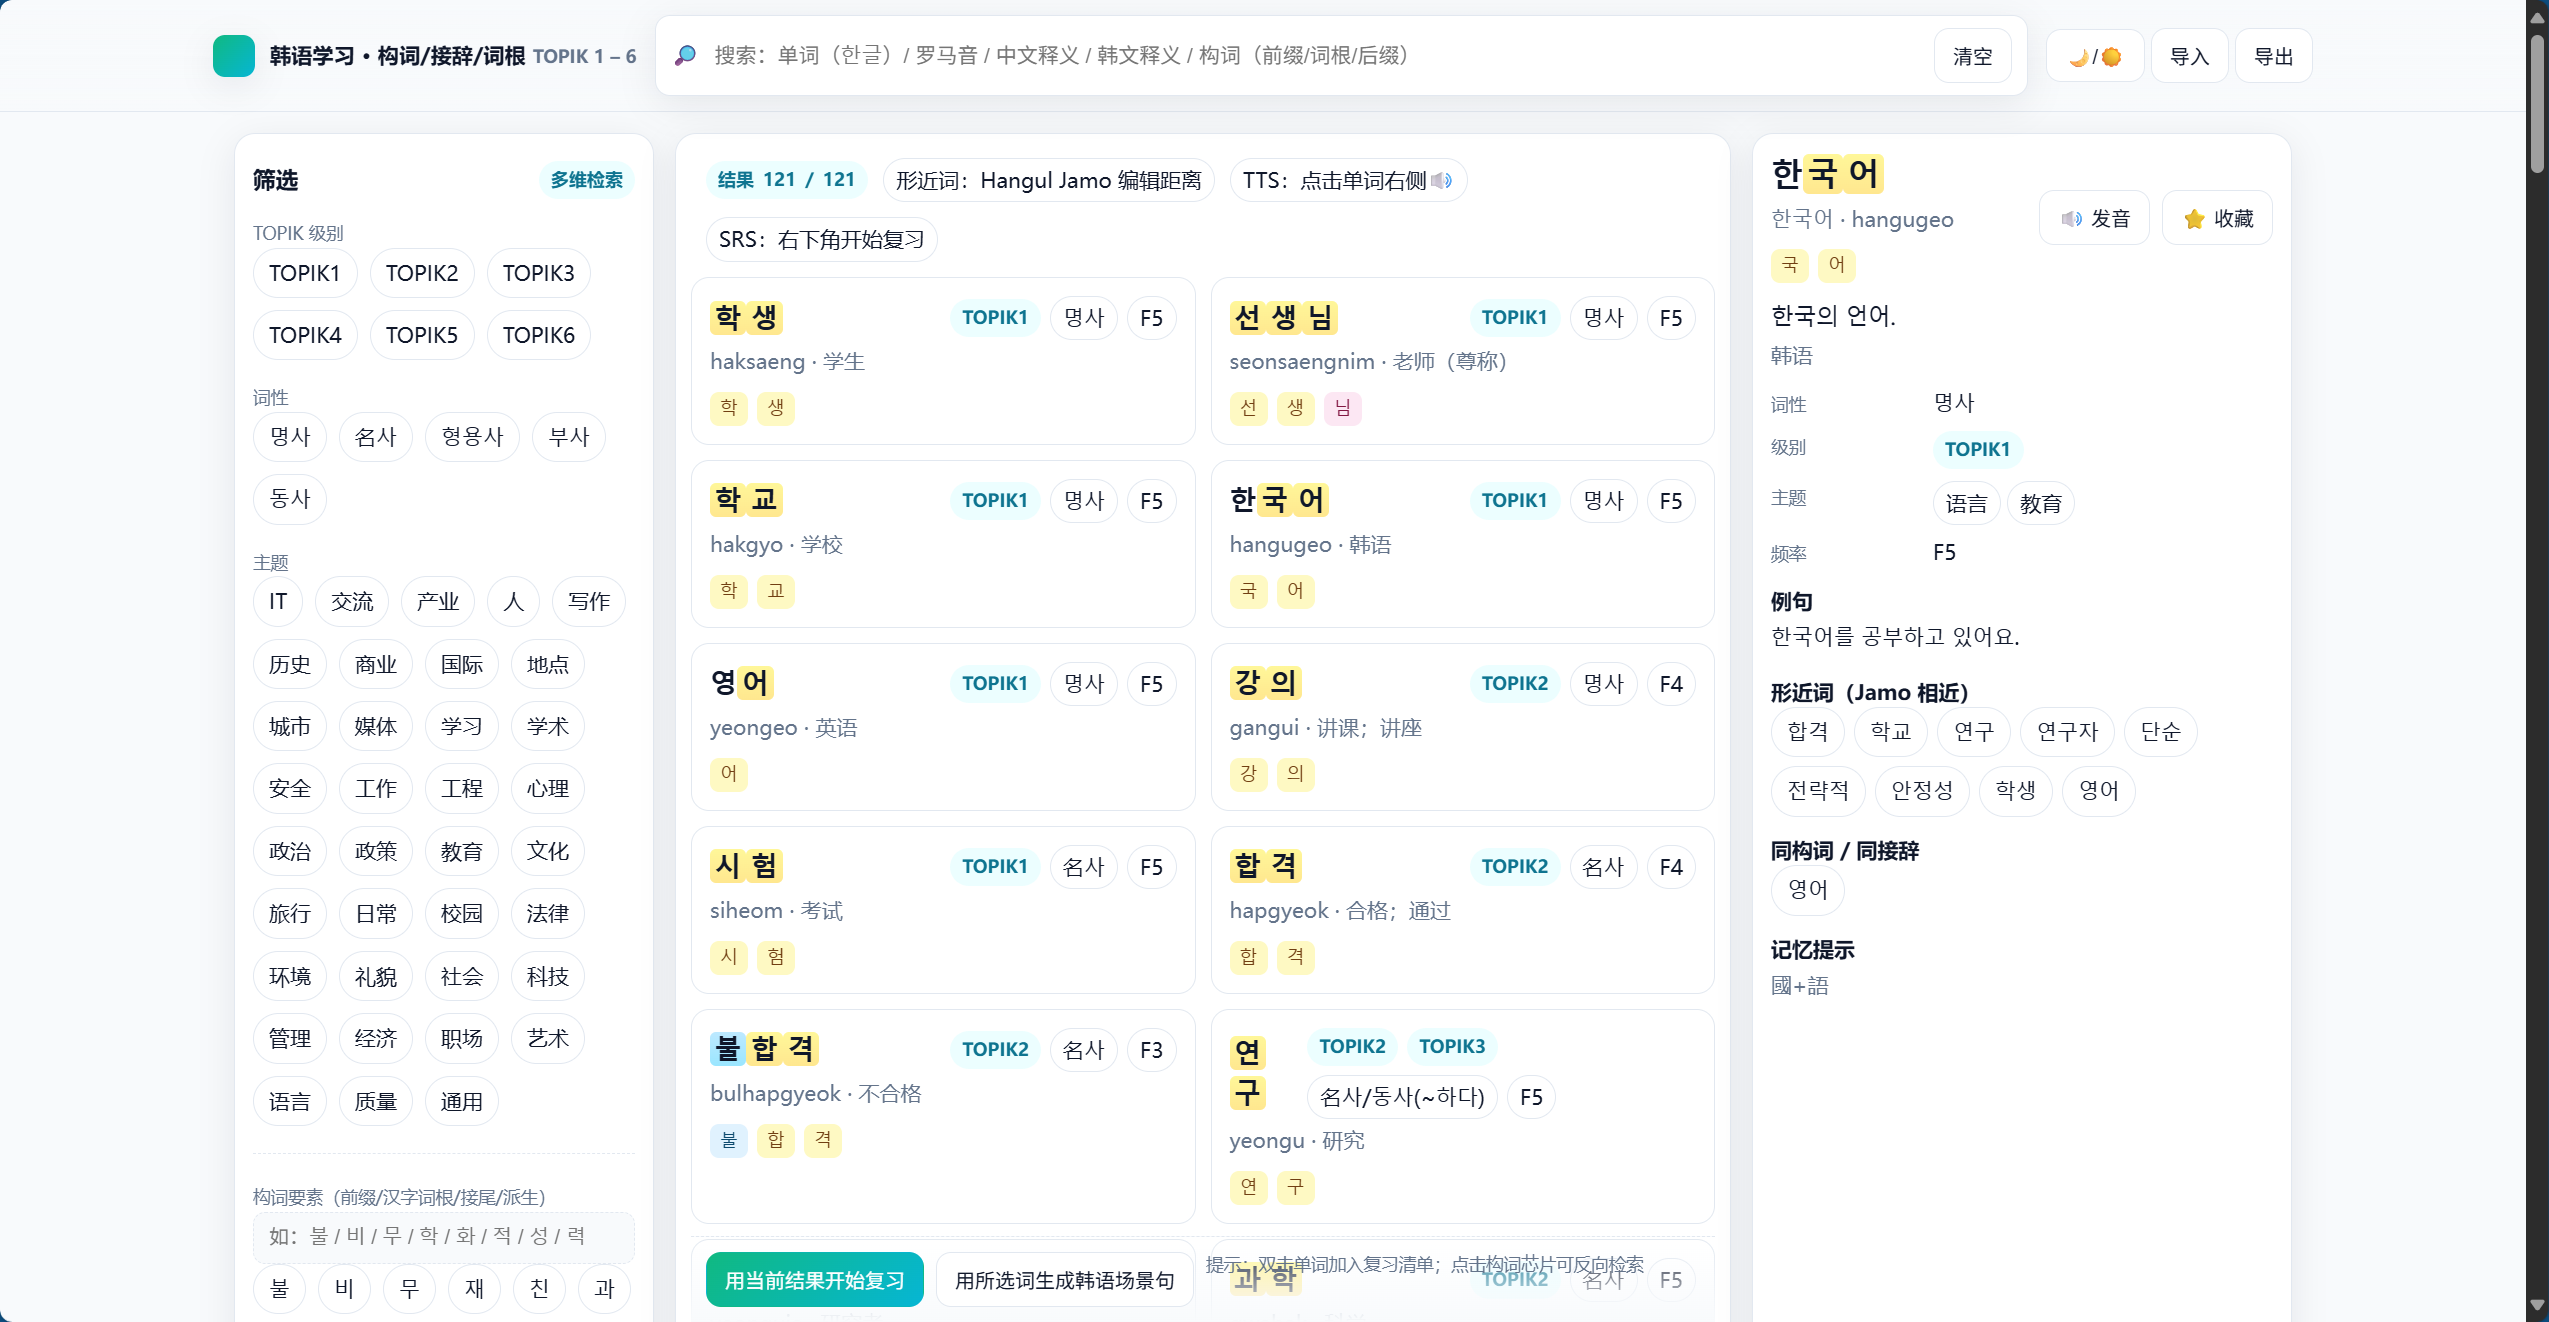 韩语学习・构词/接辞/词根 TOPIK 1 – 6
搜索：单词（한글）/ 罗马音 / 中文释义 / 韩文释义 / 构词（前缀/词根/后缀）
清空
/
导入
导出
筛选
多维检索
TOPIK 级别
TOPIK1 TOPIK2 TOPIK3
TOPIK4 TOPIK5 TOPIK6
词性
명사 名사 형용사 부사
동사
主题
IT 交流 产业 人 写作
历史 商业 国际 地点
城市 媒体 学习 学术
安全 工作 工程 心理
政治 政策 教育 文化
旅行 日常 校园 法律
环境 礼貌 社会 科技
管理 经济 职场 艺术
语言 质量 通用
构词要素（前缀/汉字词根/接尾/派生）
如：불 / 비 / 무 / 학 / 화 / 적 / 성 / 력
불 비 무 재 친 과
结果 121 / 121
形近词：Hangul Jamo 编辑距离
TTS：点击单词右侧
SRS：右下角开始复习
학생 TOPIK1 명사 F5
haksaeng · 学生
학 생
선생님 TOPIK1 명사 F5
seonsaengnim · 老师（尊称）
선 생 님
학교 TOPIK1 명사 F5
hakgyo · 学校
학 교
한국어 TOPIK1 명사 F5
hangugeo · 韩语
국 어
영어 TOPIK1 명사 F5
yeongeo · 英语
어
강의 TOPIK2 명사 F4
gangui · 讲课；讲座
강 의
시험 TOPIK1 名사 F5
siheom · 考试
시 험
합격 TOPIK2 名사 F4
hapgyeok · 合格；通过
합 격
불합격 TOPIK2 名사 F3
bulhapgyeok · 不合格
불 합 격
연구 TOPIK2 TOPIK3
名사/동사(~하다) F5
yeongu · 研究
연 구
用当前结果开始复习
用所选词生成韩语场景句
提示：双击单词加入复习清单；点击构词芯片可反向检索
과학 TOPIK2 名사 F5
한국어
한국어 · hangugeo
发音
收藏
국 어
한국의 언어.
韩语
词性 명사
级别 TOPIK1
主题 语言 教育
频率 F5
例句
한국어를 공부하고 있어요.
形近词（Jamo 相近）
합격 학교 연구 연구자 단순
전략적 안정성 학생 영어
同构词 / 同接辞
영어
记忆提示
國+語